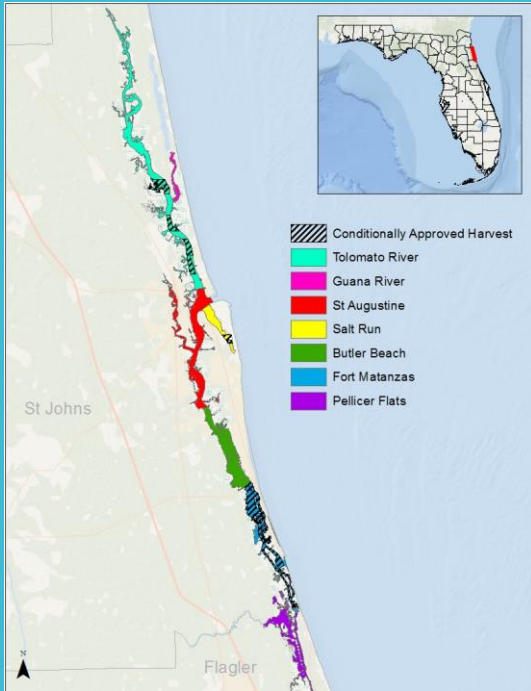 Conditionally Approved Harvest
Tolomato River
Guana River
St Augustine
Salt Run
Butler Beach
Fort Matanzas
Pellicer Flats
St Johns
Flagler
N